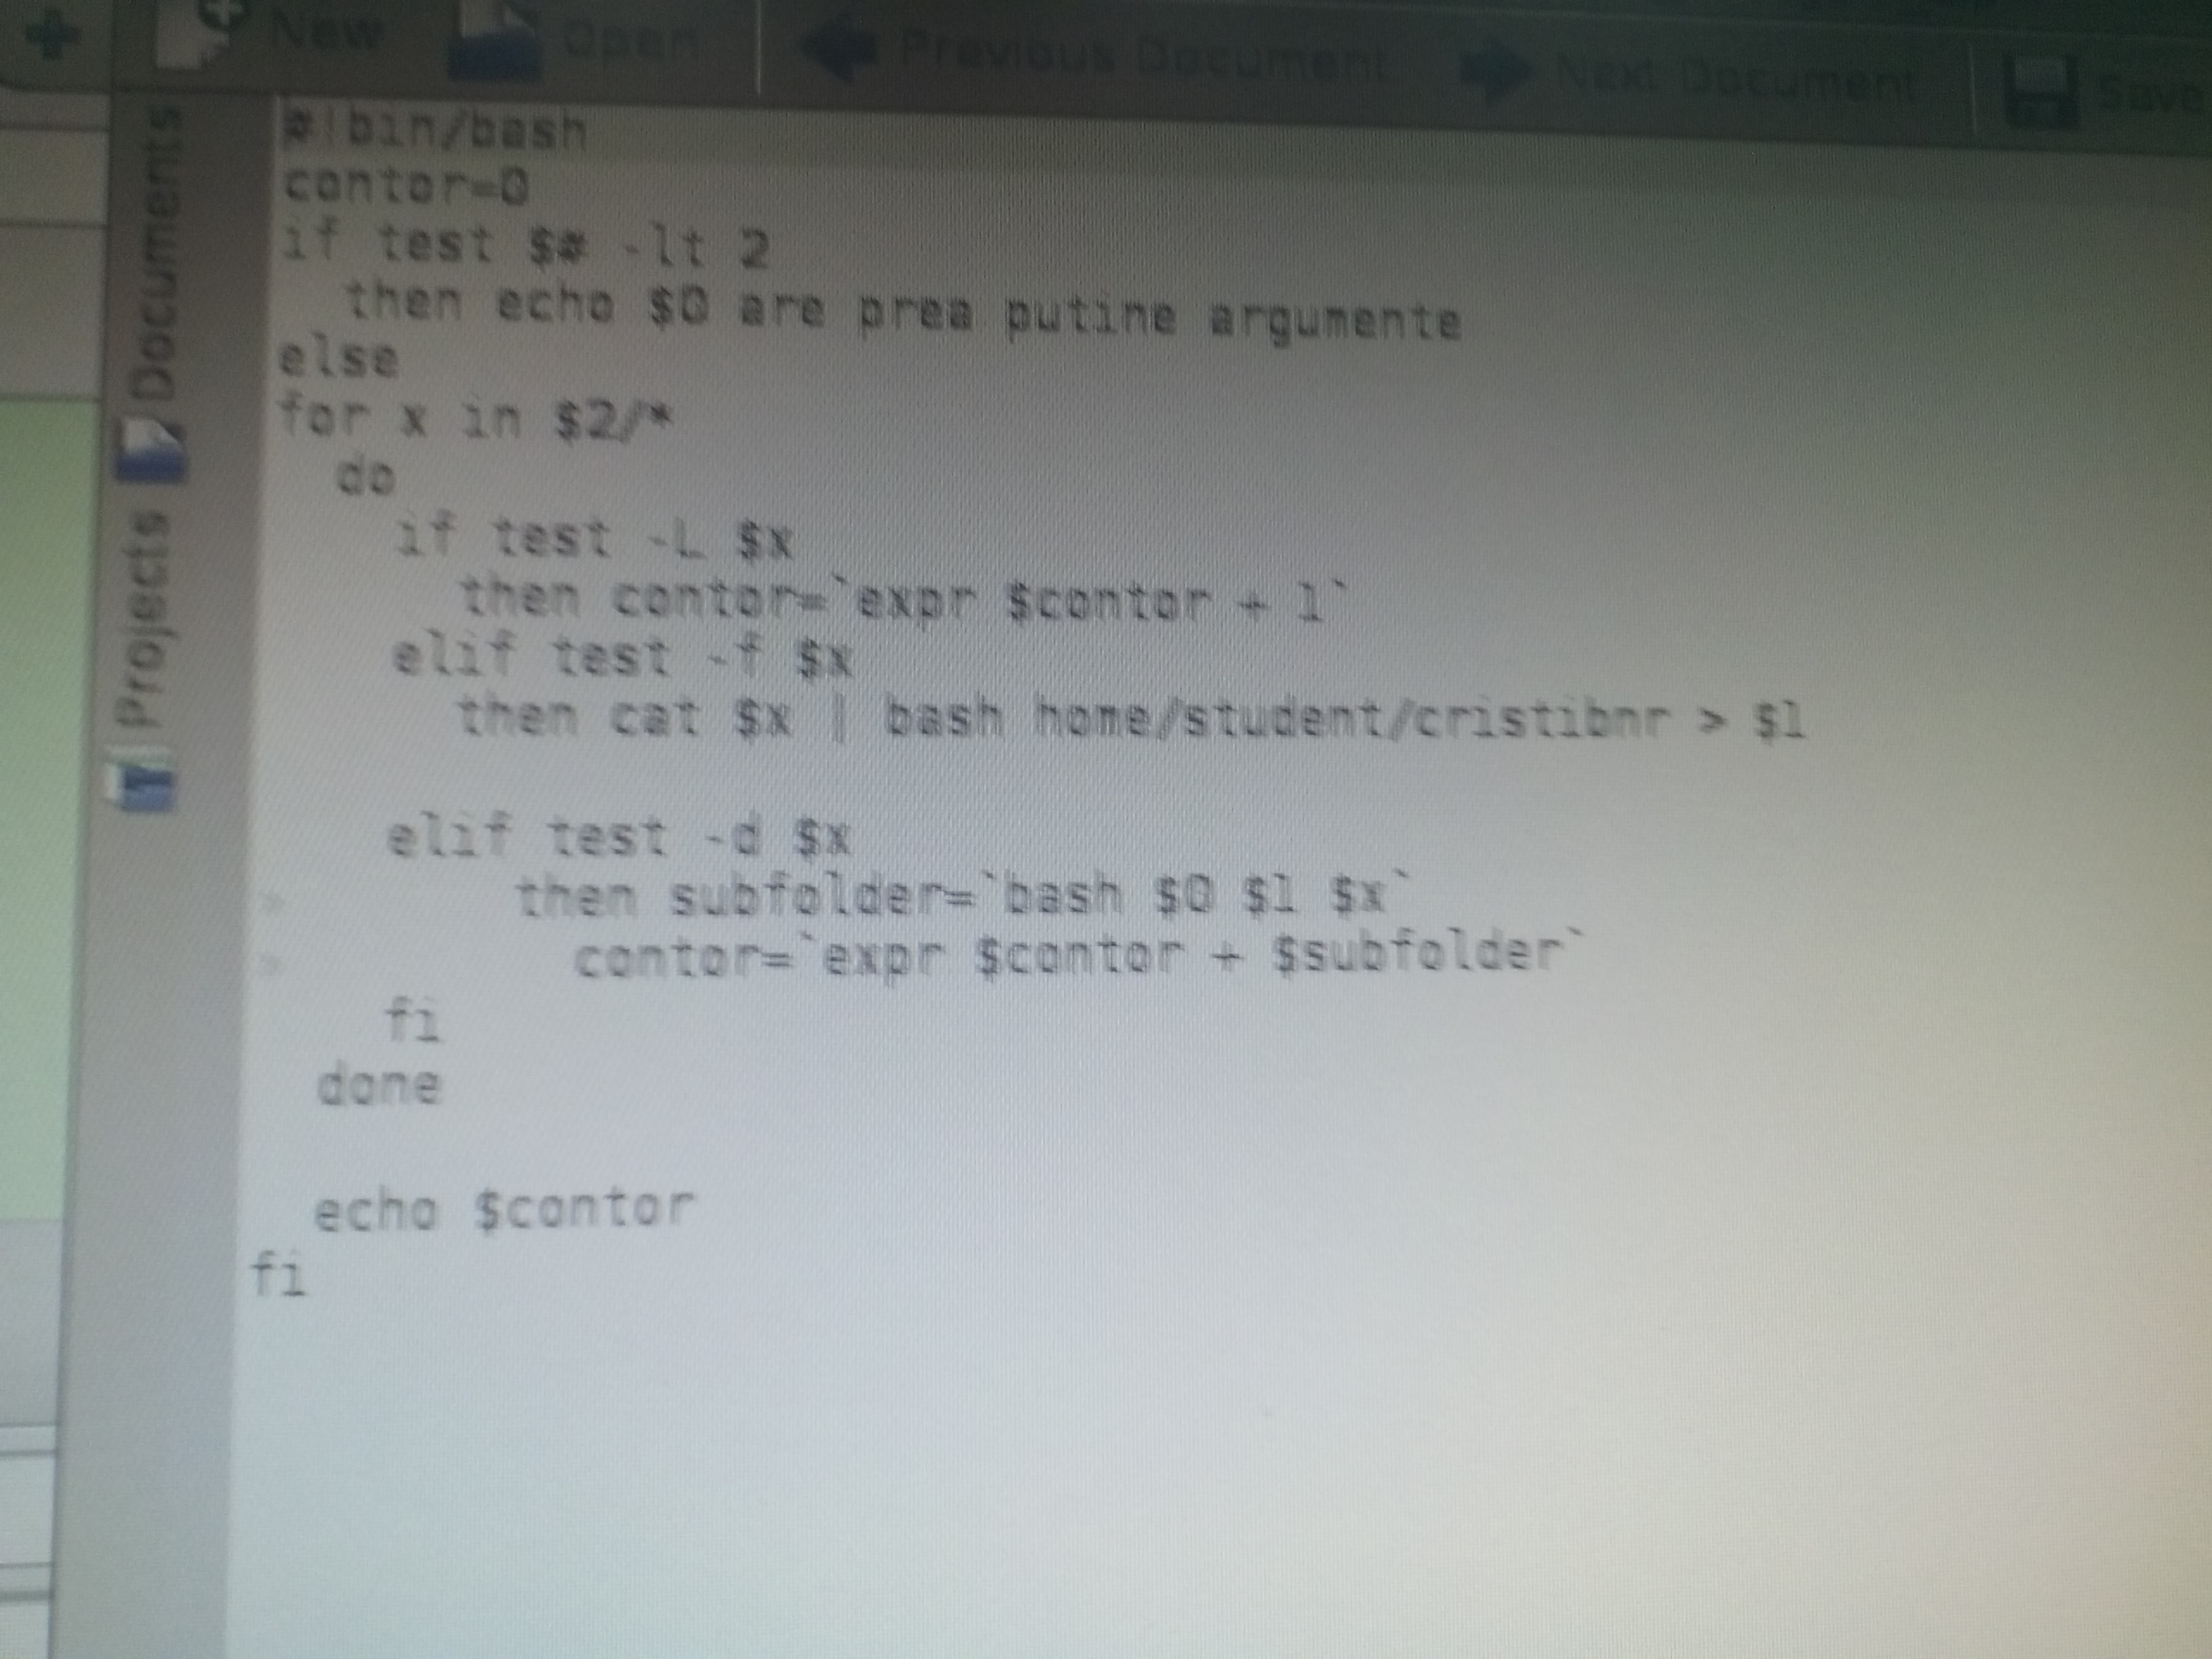 New Open Previous Document Next Document Save
Documents
Projects
#!bin/bash
contor=0
if test $# -lt 2
then echo $0 are prea putine argumente
else
for x in $2/*
do
if test -L $x
then contor=`expr $contor + 1`
elif test -f $x
then cat $x | bash home/student/cristibnr > $1
elif test -d $x
then subfolder=`bash $0 $1 $x`
contor=`expr $contor + $subfolder`
fi
done
echo $contor
fi